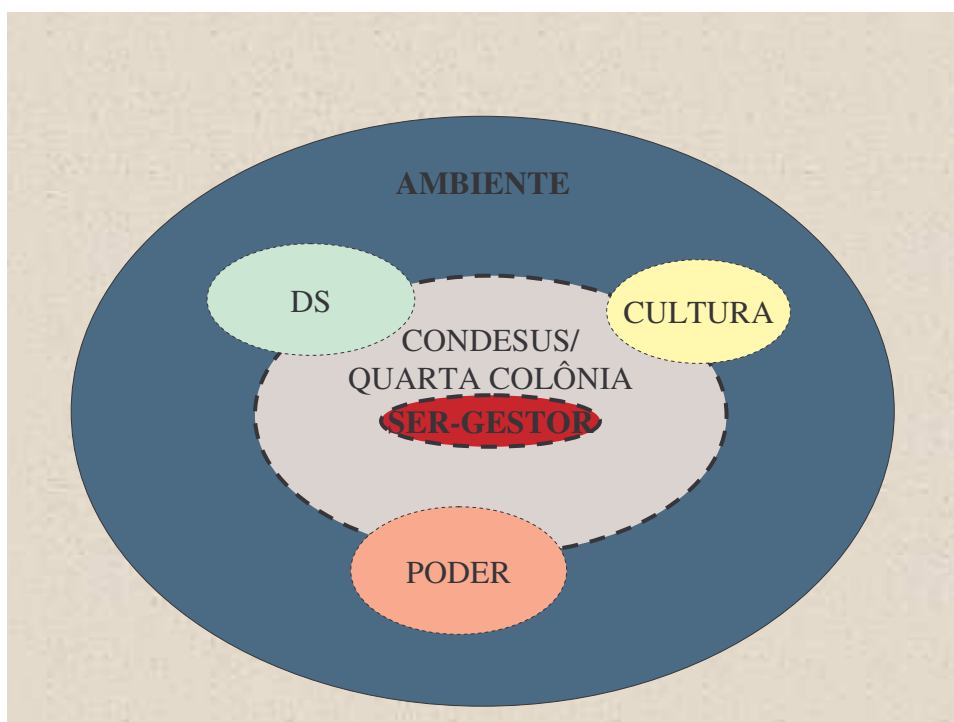 AMBIENTE
DS
CULTURA
CONDESUS/
QUARTA COLÔNIA
SER-GESTOR
PODER